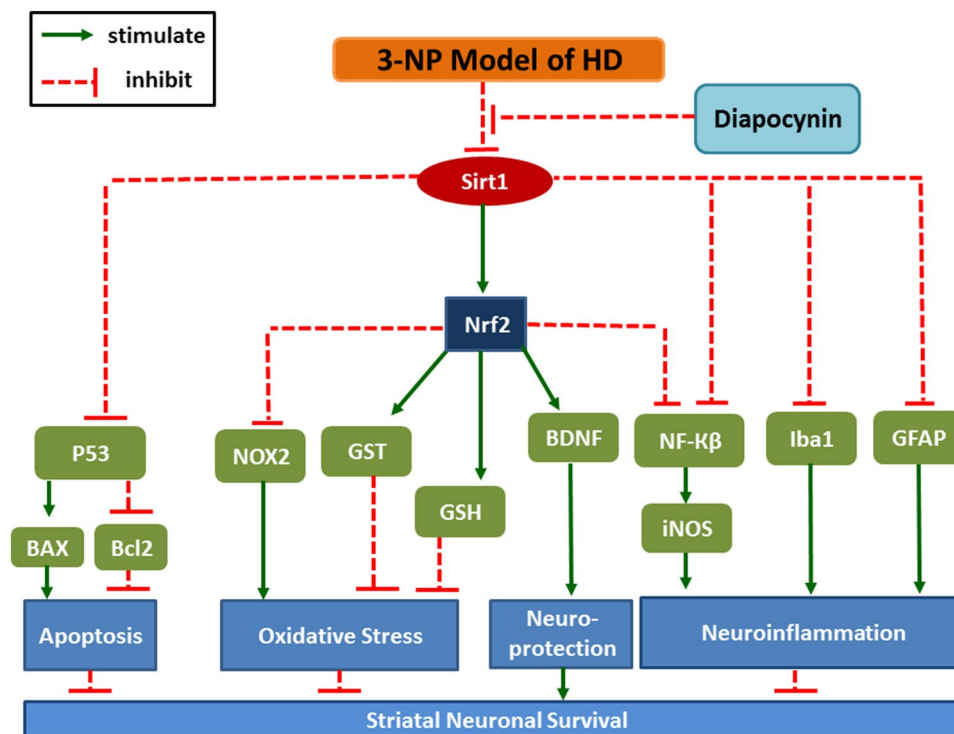 stimulate
inhibit
3-NP Model of HD
Diapocynin
Sirt1
Nrf2
P53
NOX2
GST
BDNF
NF-Kβ
Iba1
GFAP
GSH
BAX
Bcl2
iNOS
Apoptosis
Oxidative Stress
Neuro-
protection
Neuroinflammation
Striatal Neuronal Survival